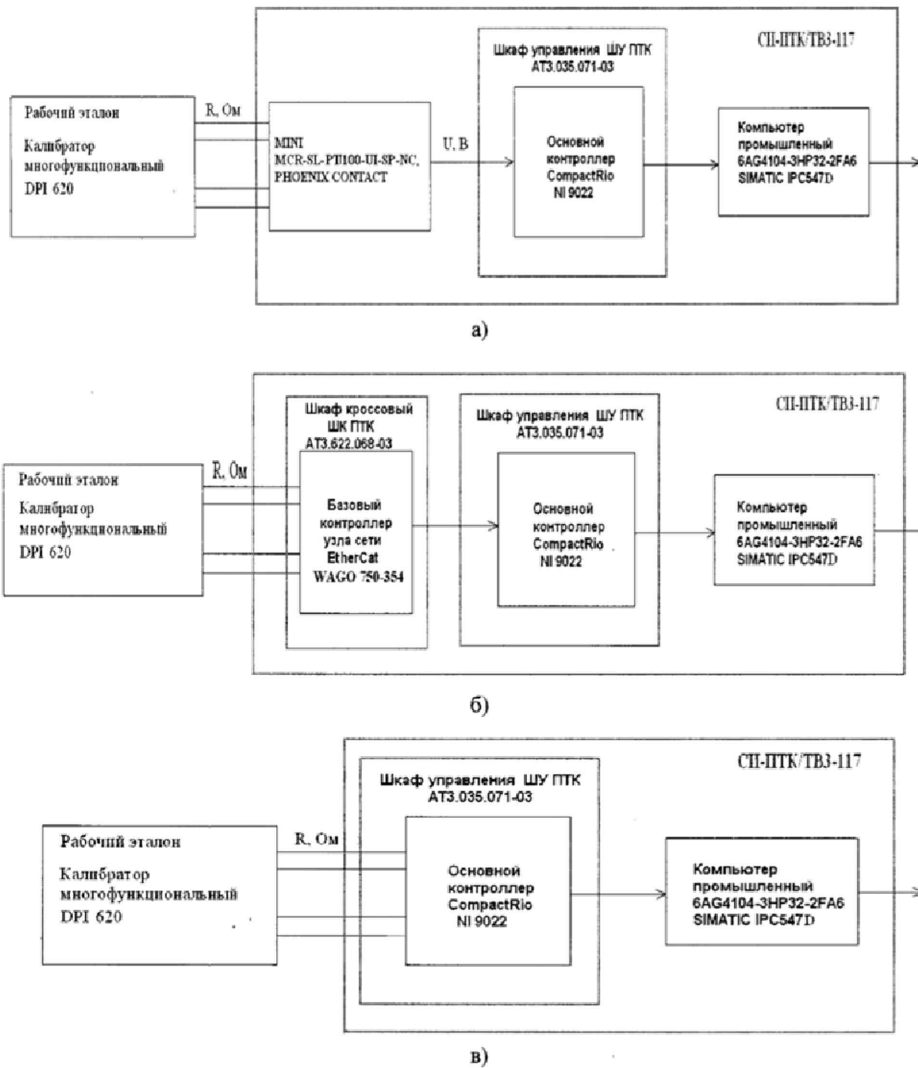 СП-ПТК/ТВ3-117
Шкаф управления ШУ ПТК
АТ3.035.071-03
Рабочий эталон
Калибратор
многофункциональный
DPI 620
R, Ом
MINI
MCR-SL-PT100-UI-SP-NC,
PHOENIX CONTACT
U, В
Основной
контроллер
CompactRio
NI 9022
Компьютер
промышленный
6AG4104-3HP32-2FA6
SIMATIC IPC547D
а)
СП-ПТК/ТВ3-117
Шкаф кроссовый
ШК ПТК
АТ3.622.068-03
Шкаф управления ШУ ПТК
АТ3.035.071-03
Рабочий эталон
Калибратор
многофункциональный
DPI 620
R, Ом
Базовый
контроллер
узла сети
EtherCat
WAGO 750-354
Основной
контроллер
CompactRio
NI 9022
Компьютер
промышленный
6AG4104-3HP32-2FA6
SIMATIC IPC547D
б)
СП-ПТК/ТВ3-117
Шкаф управления ШУ ПТК
АТ3.035.071-03
Рабочий эталон
Калибратор
многофункциональный
DPI 620
R, Ом
Основной
контроллер
CompactRio
NI 9022
Компьютер
промышленный
6AG4104-3HP32-2FA6
SIMATIC IPC547D
в)